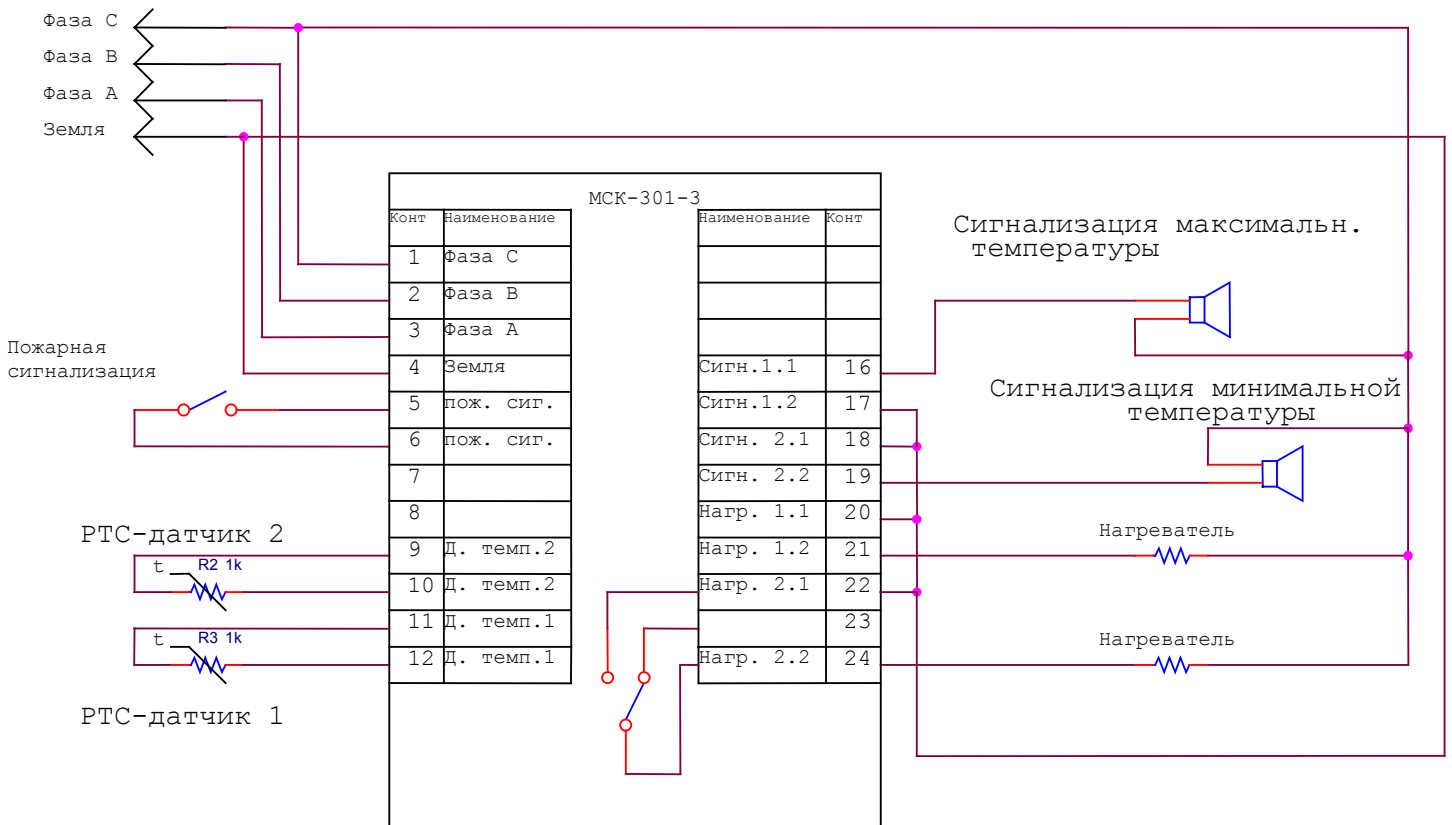 Фаза C
Фаза B
Фаза A
Земля
МСК-301-3
Конт Наименование
Наименование Конт
1 Фаза C
2 Фаза B
3 Фаза A
4 Земля
5 пож. сиг.
6 пож. сиг.
7
8
9 Д. темп.2
10 Д. темп.2
11 Д. темп.1
12 Д. темп.1
Сигн.1.1 16
Сигн.1.2 17
Сигн. 2.1 18
Сигн. 2.2 19
Нагр. 1.1 20
Нагр. 1.2 21
Нагр. 2.1 22
23
Нагр. 2.2 24
Пожарная
сигнализация
РТС-датчик 2
t R2 1k
t R3 1k
РТС-датчик 1
Сигнализация максимальн.
температуры
Сигнализация минимальной
температуры
Нагреватель
Нагреватель